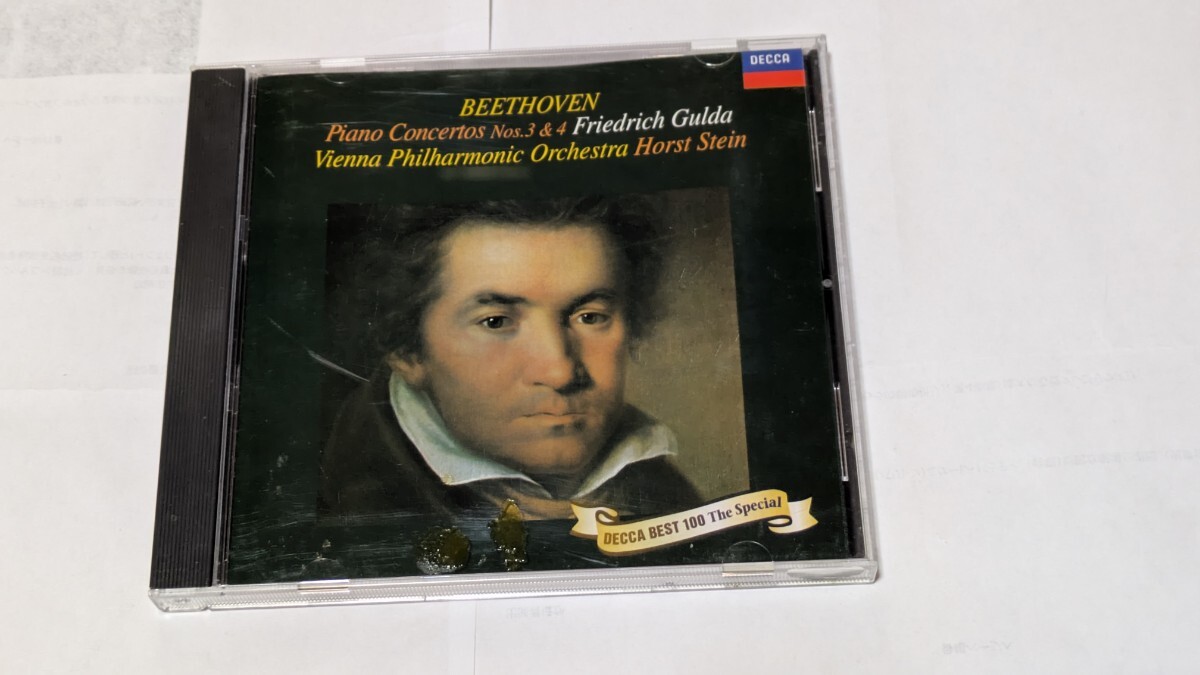 DECCA
BEETHOVEN
Piano Concertos Nos.3 & 4 Friedrich Gulda
Vienna Philharmonic Orchestra Horst Stein
DECCA BEST 100 The Special